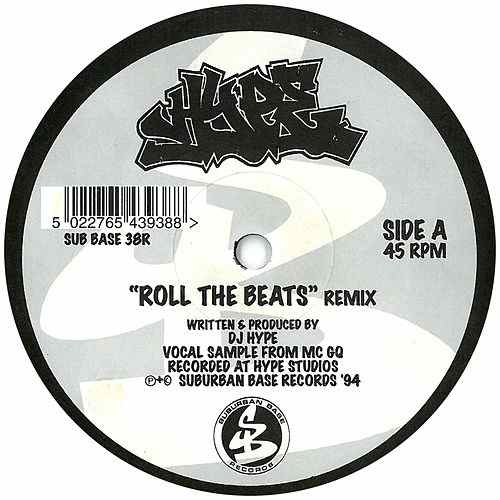 HYPE
5 022765 439388 >
SUB BASE 38R
SIDE A
45 RPM
"ROLL THE BEATS" REMIX
WRITTEN & PRODUCED BY
DJ HYPE
VOCAL SAMPLE FROM MC GQ
RECORDED AT HYPE STUDIOS
℗+© SUBURBAN BASE RECORDS '94
SUBURBAN BASE
SB
RECORDS